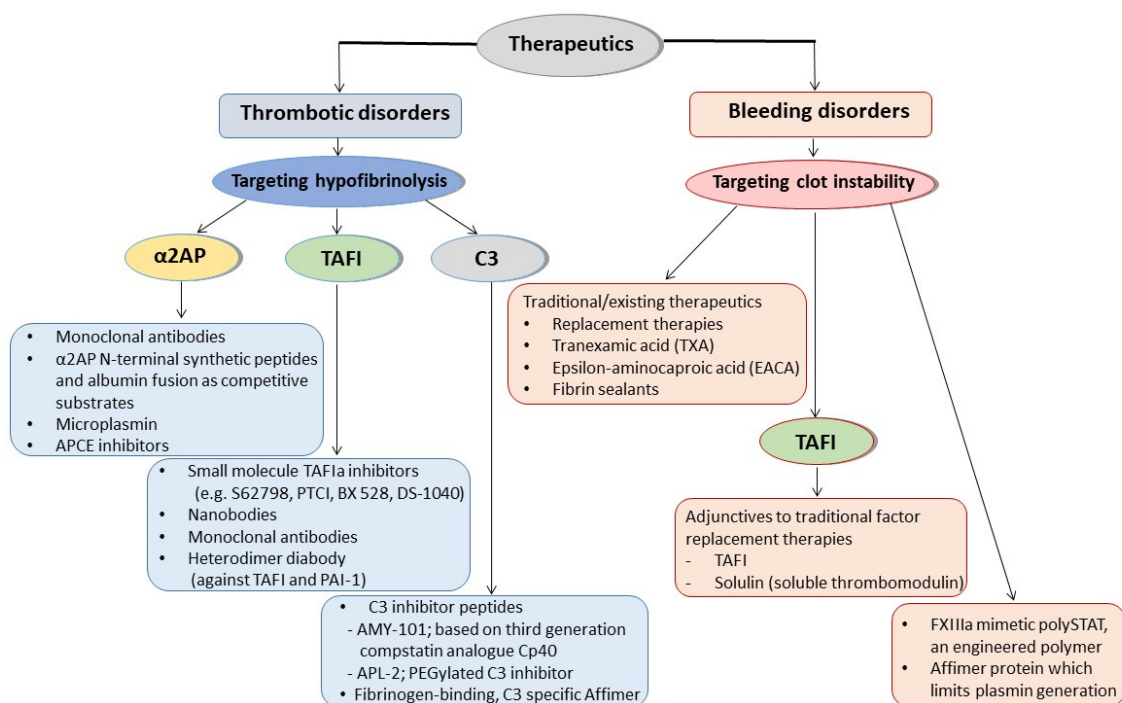 Therapeutics
Thrombotic disorders
Bleeding disorders
Targeting hypofibrinolysis
Targeting clot instability
α2AP
TAFI
C3
• Monoclonal antibodies
• α2AP N-terminal synthetic peptides
and albumin fusion as competitive
substrates
• Microplasmin
• APCE inhibitors
• Small molecule TAFIa inhibitors
(e.g. S62798, PTCI, BX 528, DS-1040)
• Nanobodies
• Monoclonal antibodies
• Heterodimer diabody
(against TAFI and PAI-1)
• C3 inhibitor peptides
- AMY-101; based on third generation
compstatin analogue Cp40
- APL-2; PEGylated C3 inhibitor
• Fibrinogen-binding, C3 specific Affimer
Traditional/existing therapeutics
• Replacement therapies
• Tranexamic acid (TXA)
• Epsilon-aminocaproic acid (EACA)
• Fibrin sealants
TAFI
Adjunctives to traditional factor
replacement therapies
- TAFI
- Solulin (soluble thrombomodulin)
• FXIIIa mimetic polySTAT,
an engineered polymer
• Affimer protein which
limits plasmin generation